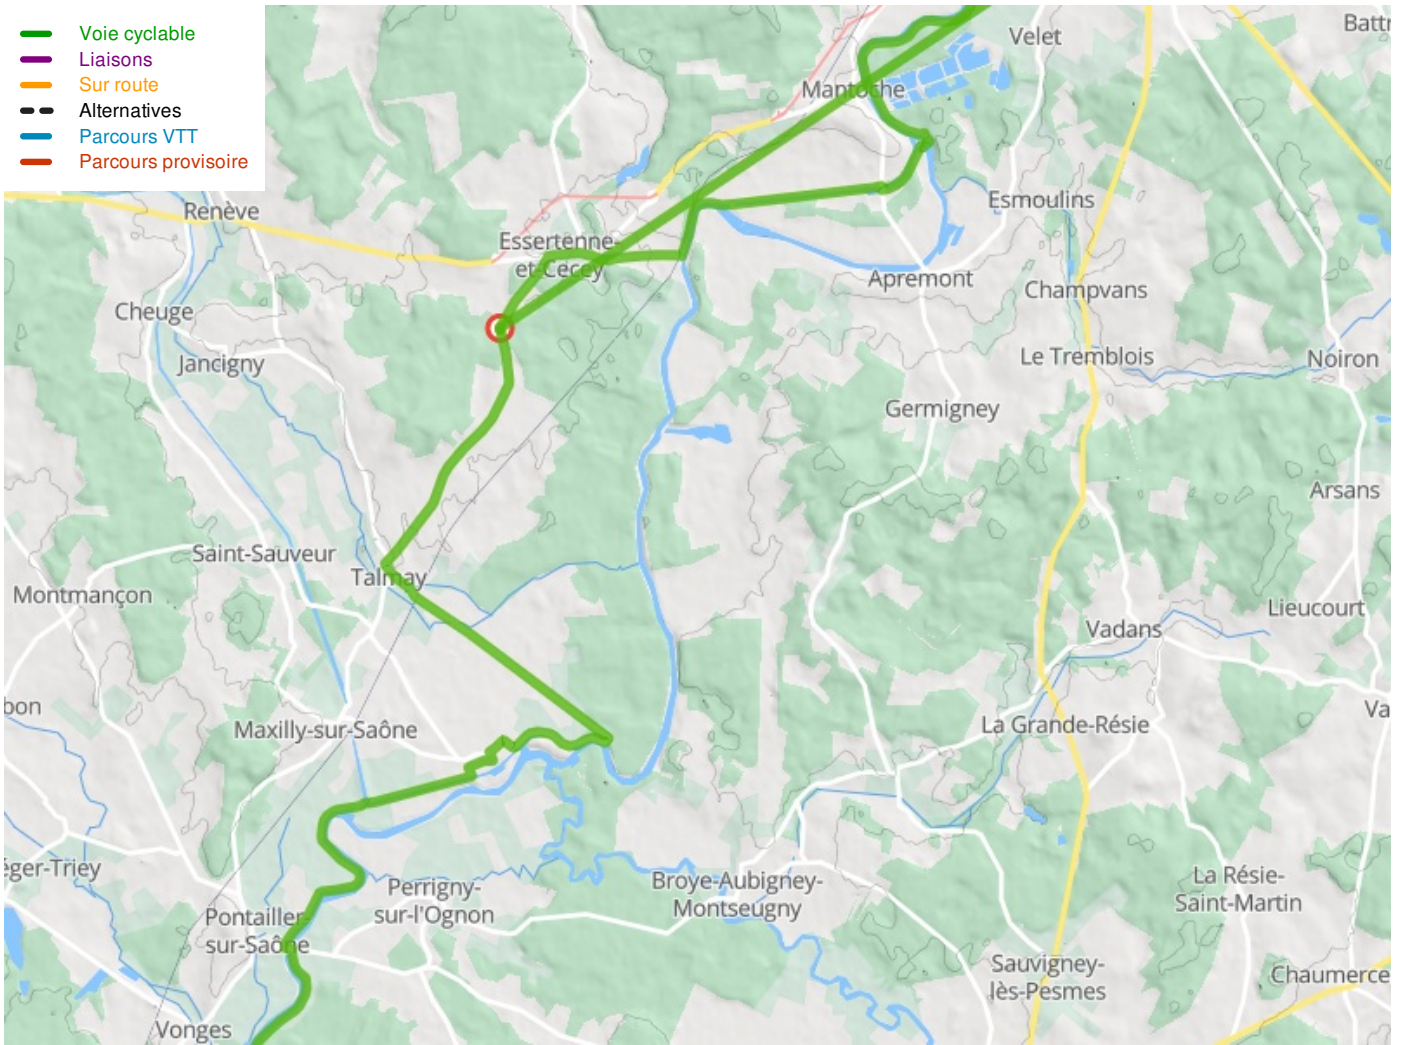 Voie cyclable
Liaisons
Sur route
Alternatives
Parcours VTT
Parcours provisoire
Velet
Battr
Mantoche
Renève
Esmoulins
Essertenne-
et-Cecey
Apremont
Champvans
Cheuge
Jancigny
Le Tremblois
Noiron
Germigney
Arsans
Saint-Sauveur
Talmay
Montmançon
Lieucourt
Vadans
bon
Va
Maxilly-sur-Saône
La Grande-Résie
éger-Triey
Perrigny-
sur-l'Ognon
Broye-Aubigney-
Montseugny
La Résie-
Saint-Martin
Pontailler-
sur-Saône
Sauvigney-
lès-Pesmes
Chaumerce
Vonges